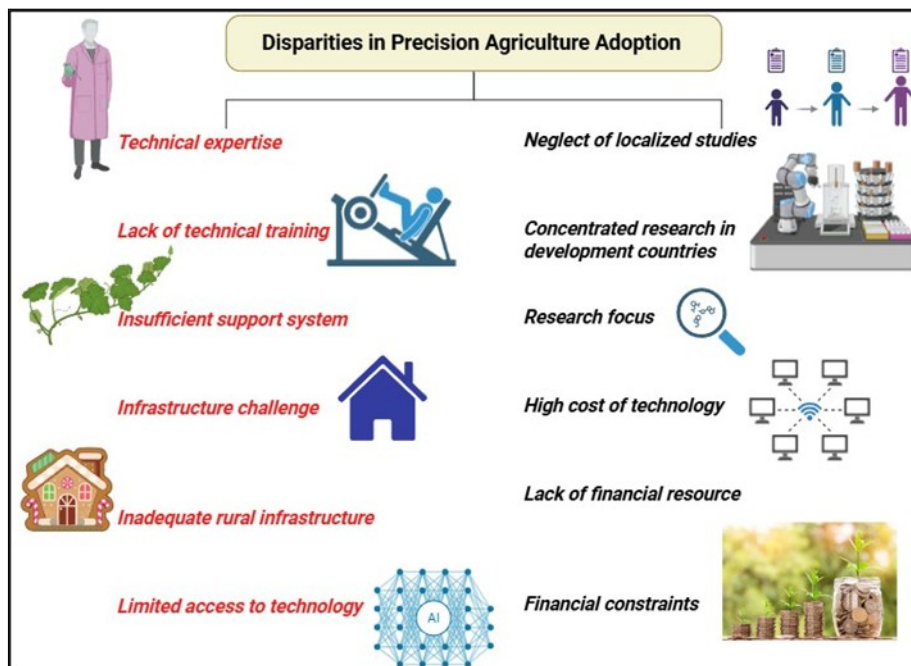 Disparities in Precision Agriculture Adoption
Technical expertise
Lack of technical training
Insufficient support system
Infrastructure challenge
Inadequate rural infrastructure
Limited access to technology
AI
Neglect of localized studies
Concentrated research in
development countries
Research focus
High cost of technology
Lack of financial resource
Financial constraints